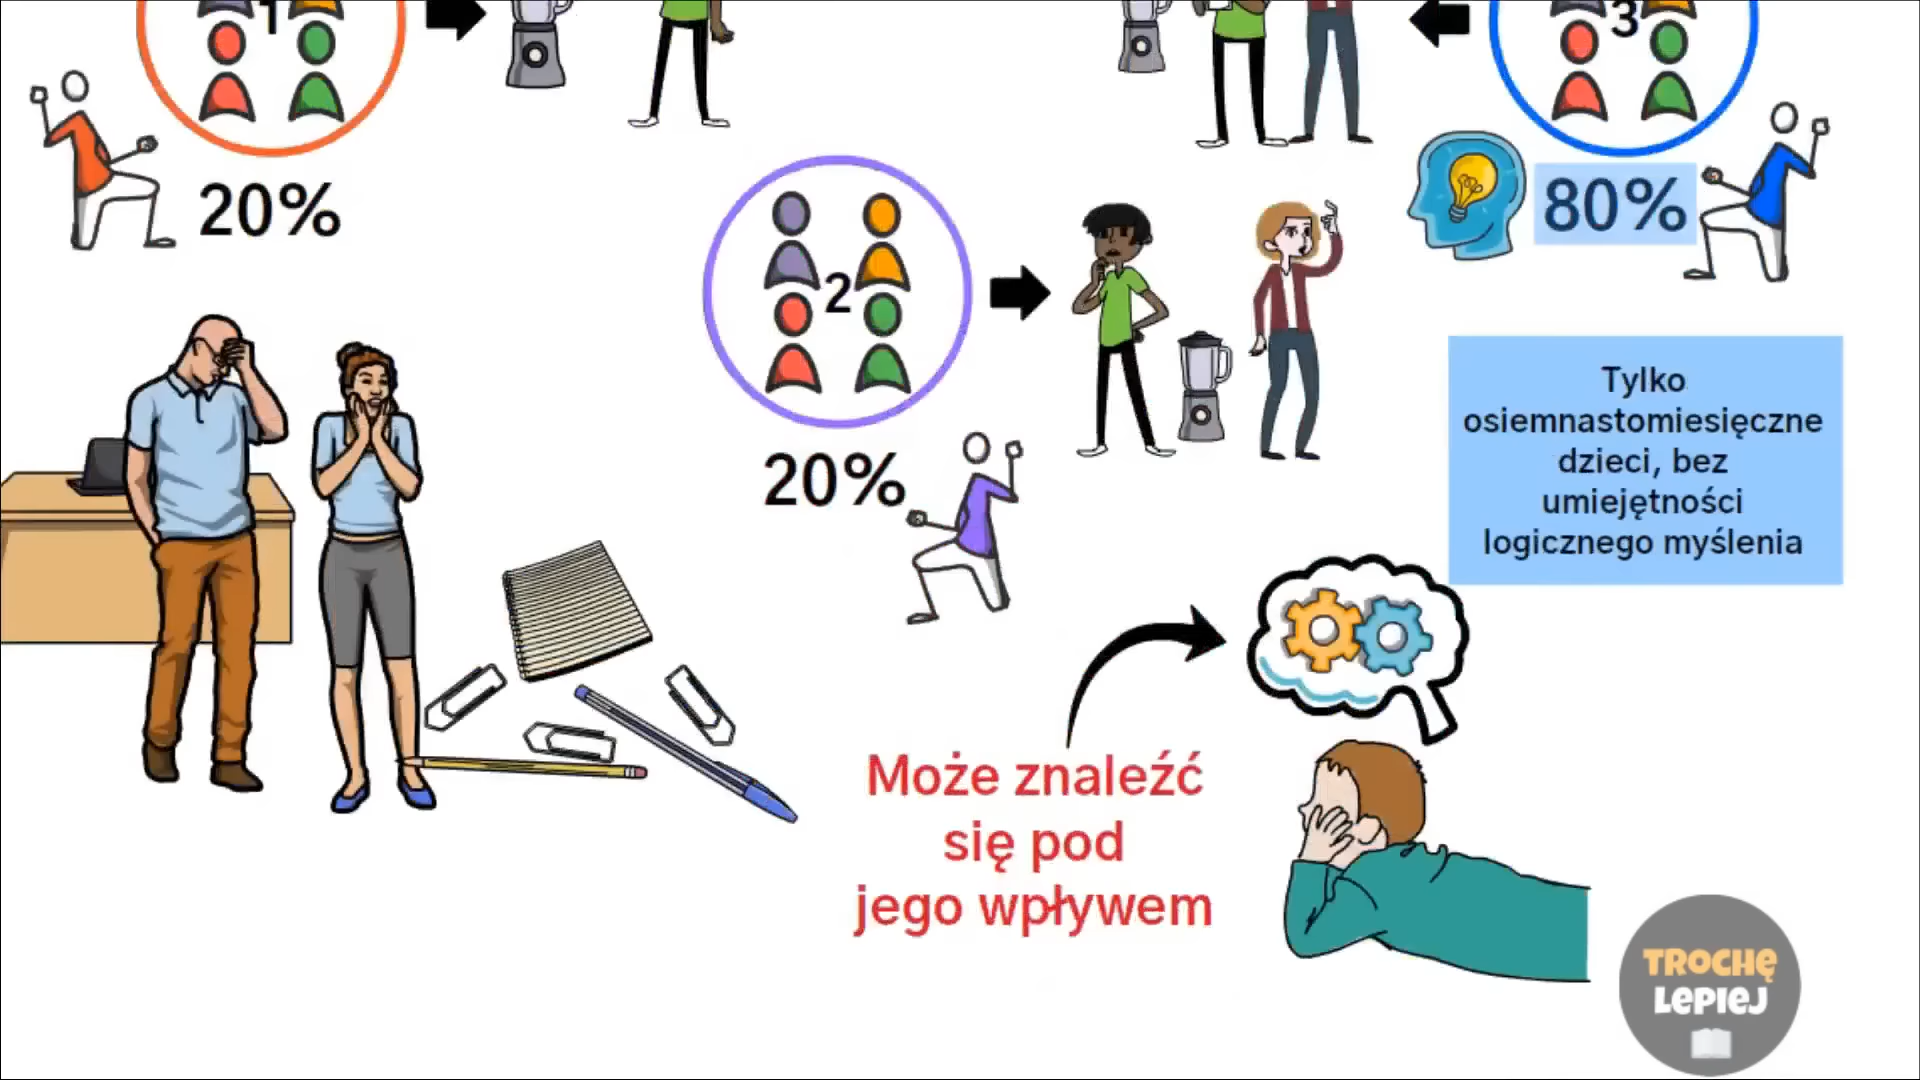 1
3
20%
80%
2
20%
Tylko
osiemnastomiesięczne
dzieci, bez
umiejętności
logicznego myślenia
Może znaleźć
się pod
jego wpływem
TROCHĘ
LEPIEJ